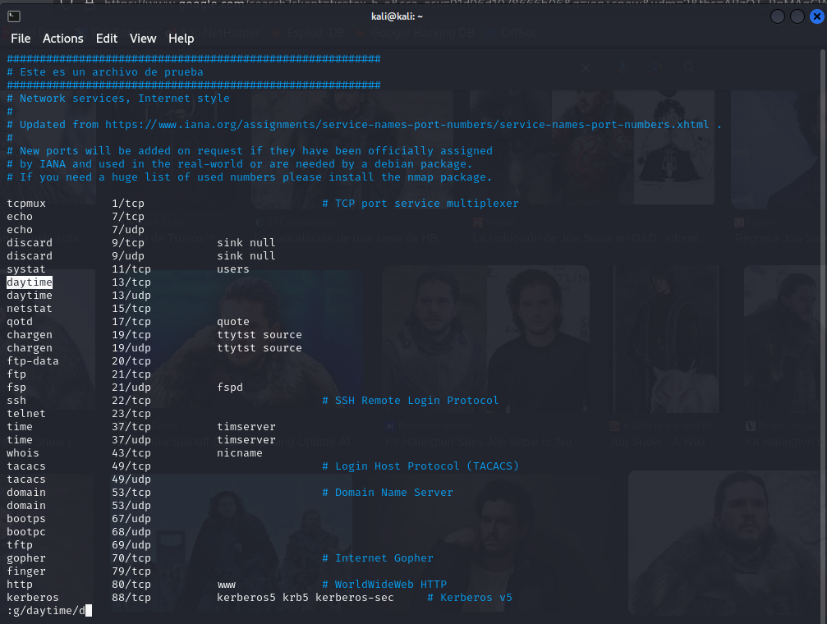 kali@kali: ~
File Actions Edit View Help
#########################################################
# Este es un archivo de prueba
#########################################################
# Network services, Internet style
#
# Updated from https://www.iana.org/assignments/service-names-port-numbers/service-names-port-numbers.xhtml .
#
# New ports will be added on request if they have been officially assigned
# by IANA and used in the real-world or are needed by a debian package.
# If you need a huge list of used numbers please install the nmap package.
tcpmux 1/tcp # TCP port service multiplexer
echo 7/tcp
echo 7/udp
discard 9/tcp sink null
discard 9/udp sink null
systat 11/tcp users
daytime 13/tcp
daytime 13/udp
netstat 15/tcp
qotd 17/tcp quote
chargen 19/tcp ttytst source
chargen 19/udp ttytst source
ftp-data 20/tcp
ftp 21/tcp
fsp 21/udp fspd
ssh 22/tcp # SSH Remote Login Protocol
telnet 23/tcp
time 37/tcp timserver
time 37/udp timserver
whois 43/tcp nicname
tacacs 49/tcp # Login Host Protocol (TACACS)
tacacs 49/udp
domain 53/tcp # Domain Name Server
domain 53/udp
bootps 67/udp
bootpc 68/udp
tftp 69/udp
gopher 70/tcp # Internet Gopher
finger 79/tcp
http 80/tcp www # WorldWideWeb HTTP
kerberos 88/tcp kerberos5 krb5 kerberos-sec # Kerberos v5
:g/daytime/d